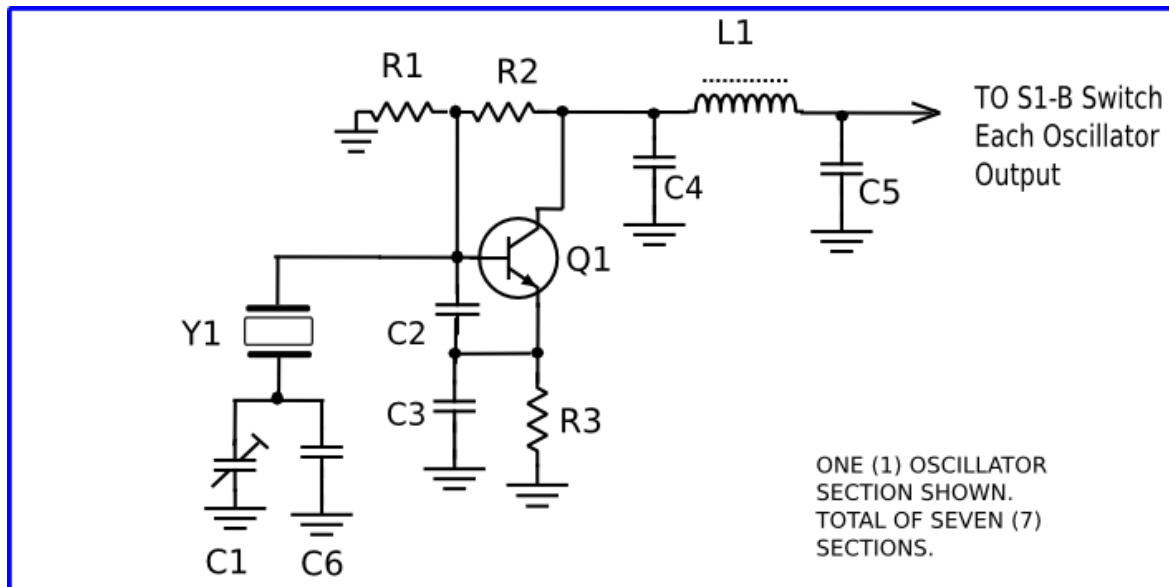 L1
R1
R2
TO S1-B Switch
Each Oscillator
Output
C4
C5
Q1
Y1
C2
C3
R3
ONE (1) OSCILLATOR
SECTION SHOWN.
TOTAL OF SEVEN (7)
SECTIONS.
C1
C6